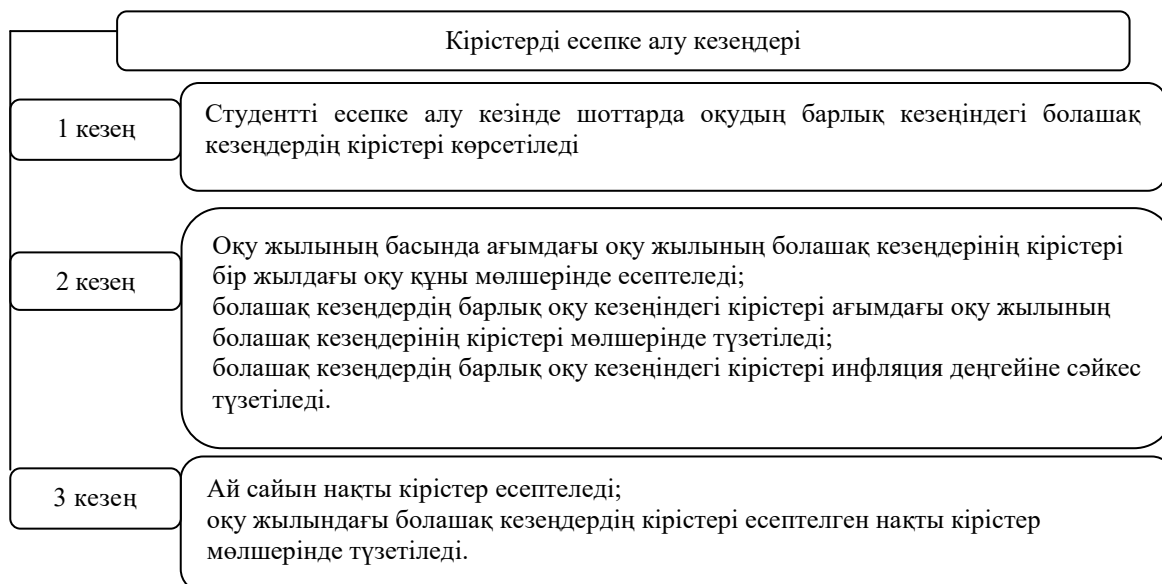 Кірістерді есепке алу кезеңдері
1 кезең
Студентті есепке алу кезінде шоттарда оқудың барлық кезеңіндегі болашақ
кезеңдердің кірістері көрсетіледі
2 кезең
Оқу жылының басында ағымдағы оқу жылының болашақ кезеңдерінің кірістері
бір жылдағы оқу құны мөлшерінде есептеледі;
болашақ кезеңдердің барлық оқу кезеңіндегі кірістері ағымдағы оқу жылының
болашақ кезеңдерінің кірістері мөлшерінде түзетіледі;
болашақ кезеңдердің барлық оқу кезеңіндегі кірістері инфляция деңгейіне сәйкес
түзетіледі.
3 кезең
Ай сайын нақты кірістер есептеледі;
оқу жылындағы болашақ кезеңдердің кірістері есептелген нақты кірістер
мөлшерінде түзетіледі.